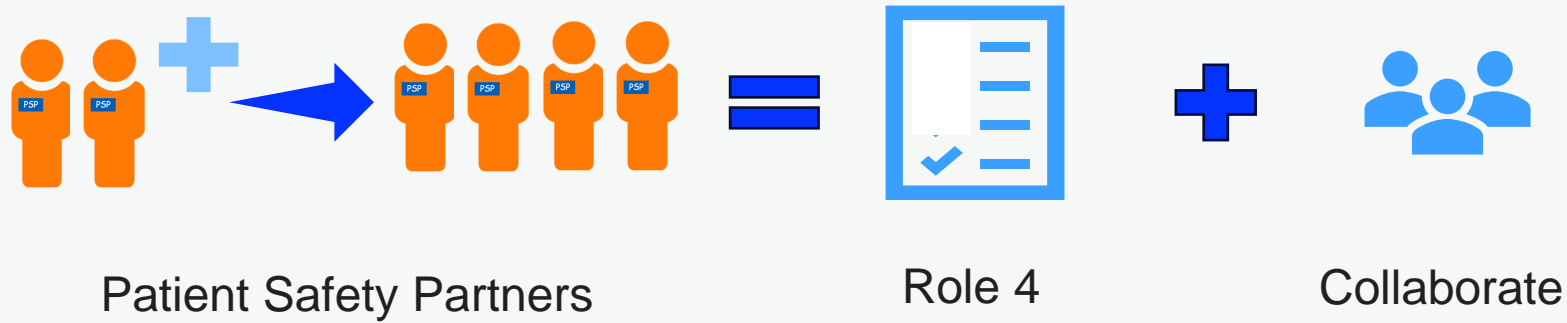 PSP
PSP
PSP
PSP
PSP
PSP
Patient Safety Partners
Role 4
Collaborate